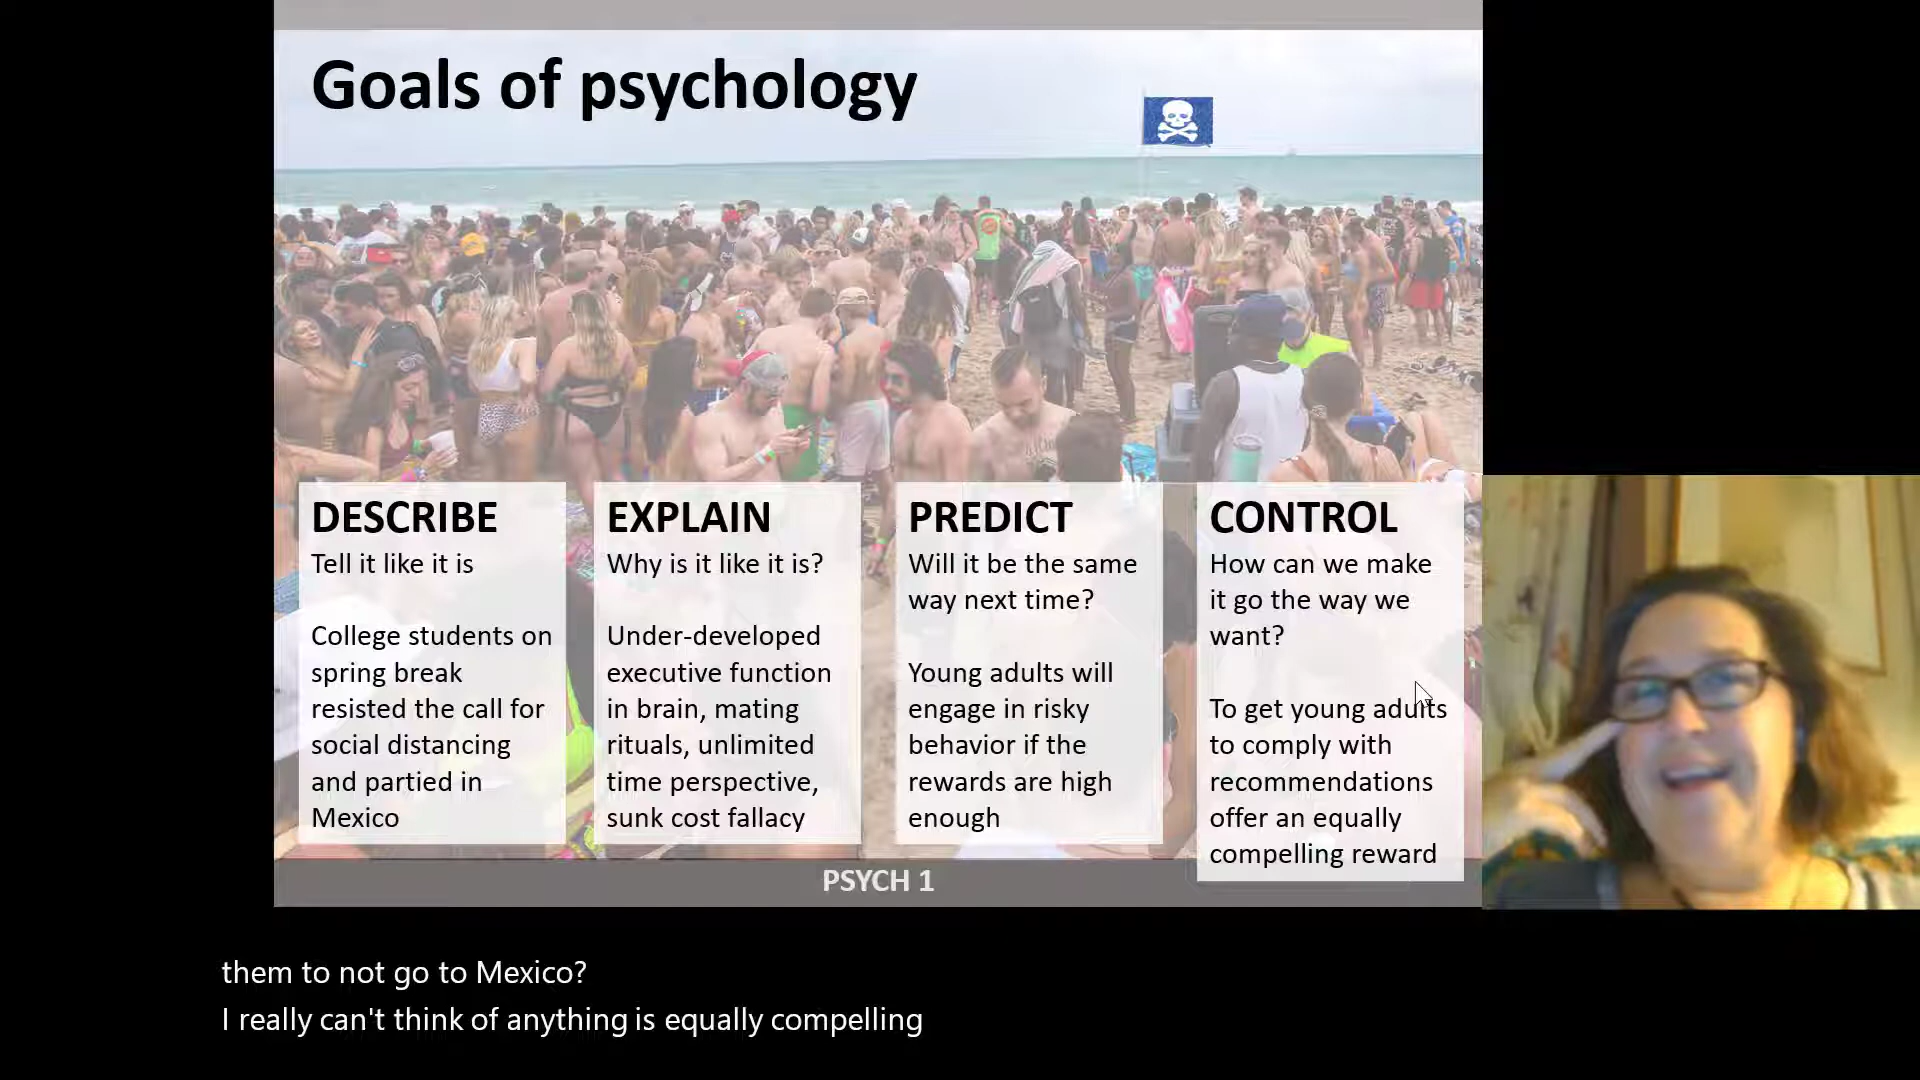 Goals of psychology
DESCRIBE
Tell it like it is
College students on
spring break
resisted the call for
social distancing
and partied in
Mexico
EXPLAIN
Why is it like it is?
Under-developed
executive function
in brain, mating
rituals, unlimited
time perspective,
sunk cost fallacy
PREDICT
Will it be the same
way next time?
Young adults will
engage in risky
behavior if the
rewards are high
enough
CONTROL
How can we make
it go the way we
want?
To get young adults
to comply with
recommendations
offer an equally
compelling reward
PSYCH 1
them to not go to Mexico?
I really can't think of anything is equally compelling